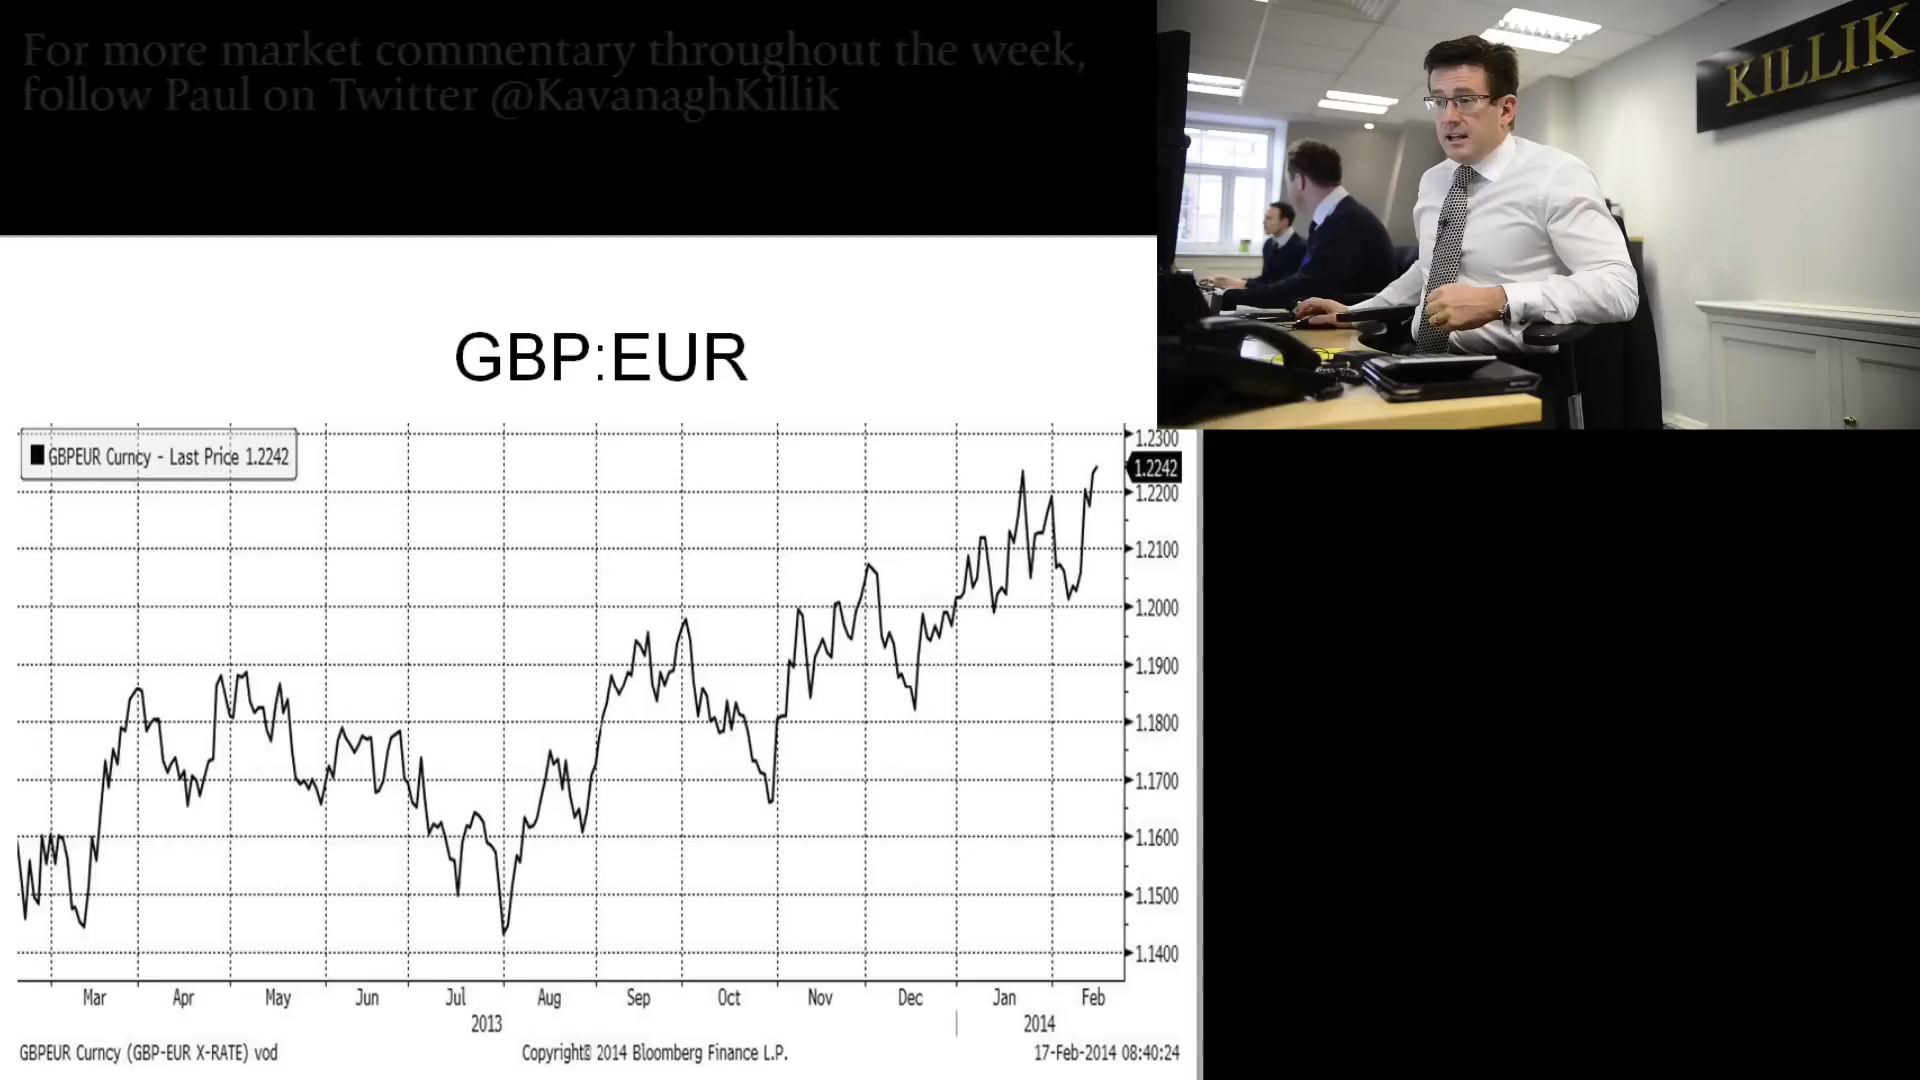 For more market commentary throughout the week,
follow Paul on Twitter @KavanaghKillik
KILLIK
GBP:EUR
GBPEUR Curncy - Last Price 1.2242
1.2300
1.2242
1.2200
1.2100
1.2000
1.1900
1.1800
1.1700
1.1600
1.1500
1.1400
Mar Apr May Jun Jul Aug Sep Oct Nov Dec Jan Feb
2013 2014
GBPEUR Curncy (GBP-EUR X-RATE) vod Copyright® 2014 Bloomberg Finance L.P. 17-Feb-2014 08:40:24